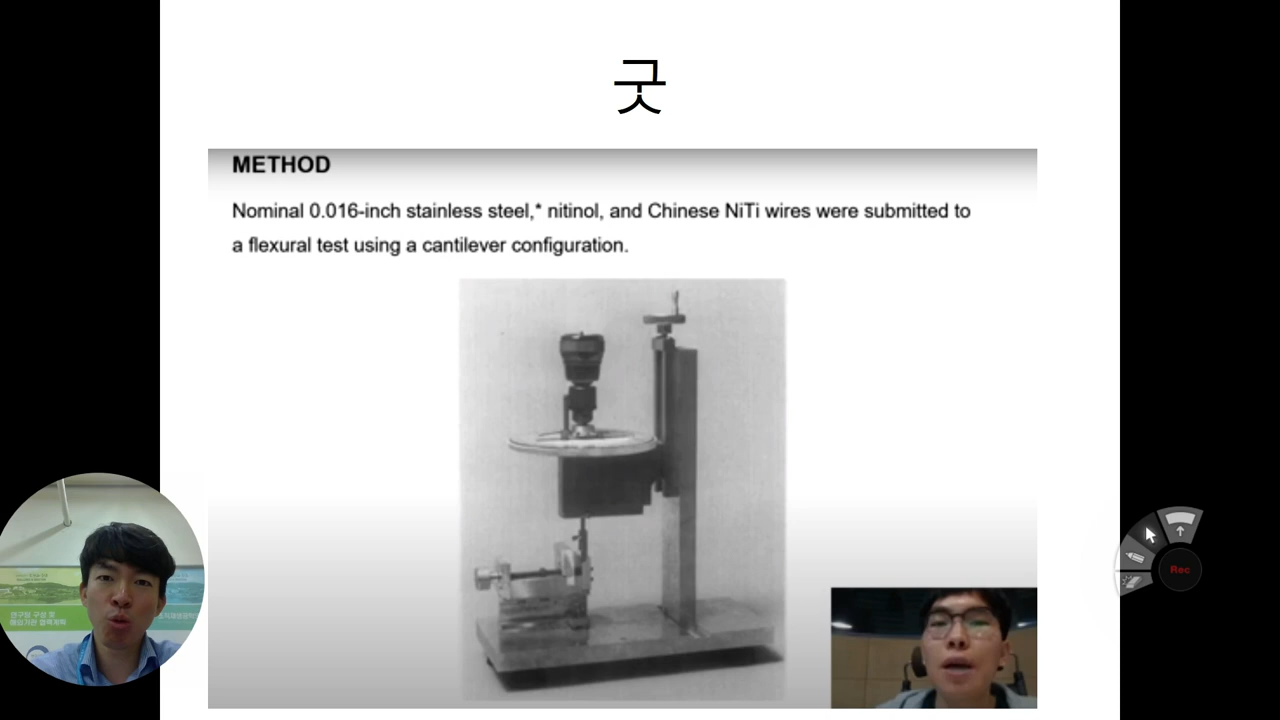 굿
METHOD
Nominal 0.016-inch stainless steel,* nitinol, and Chinese NiTi wires were submitted to
a flexural test using a cantilever configuration.
Rec